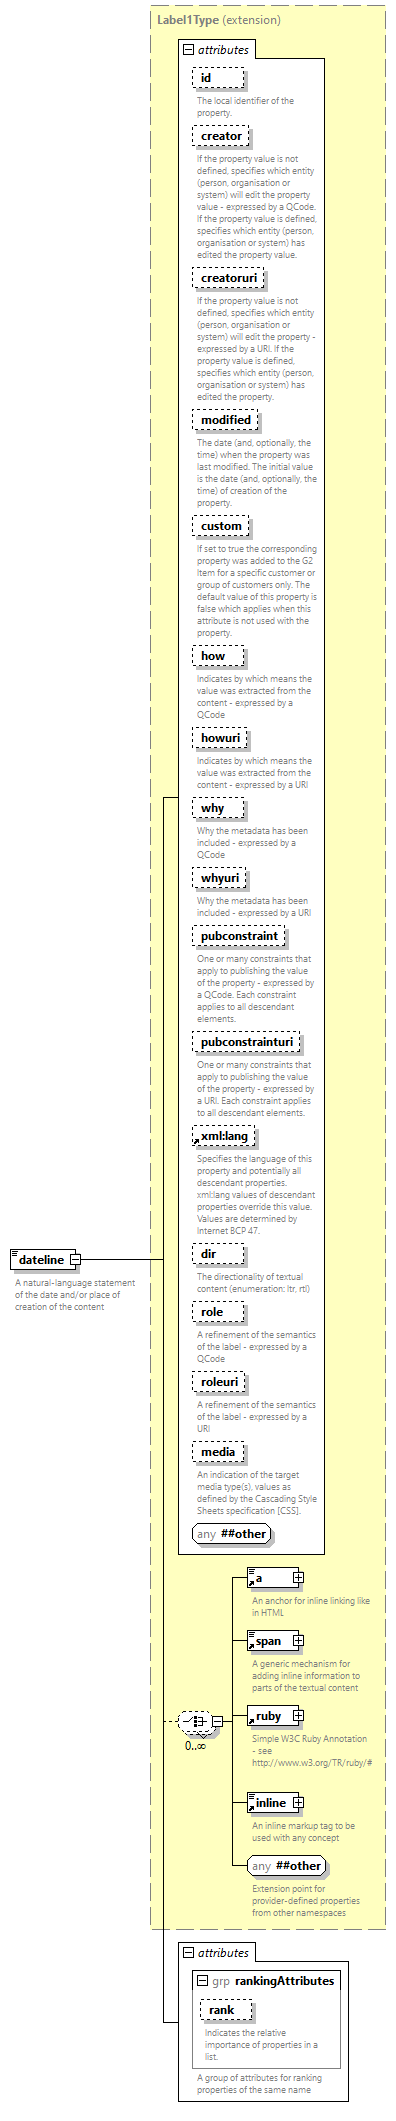 Label1Type (extension)
attributes
id
The local identifier of the
property.
creator
If the property value is not
defined, specifies which entity
(person, organisation or
system) will edit the property
value - expressed by a QCode.
If the property value is defined,
specifies which entity (person,
organisation or system) has
edited the property value.
creatoruri
If the property value is not
defined, specifies which entity
(person, organisation or
system) will edit the property -
expressed by a URI. If the
property value is defined,
specifies which entity (person,
organisation or system) has
edited the property.
modified
The date (and, optionally, the
time) when the property was
last modified. The initial value
is the date (and, optionally, the
time) of creation of the
property.
custom
If set to true the corresponding
property was added to the G2
Item for a specific customer or
group of customers only. The
default value of this property is
false which applies when this
attribute is not used with the
property.
how
Indicates by which means the
value was extracted from the
content - expressed by a
QCode
howuri
Indicates by which means the
value was extracted from the
content - expressed by a URI
why
Why the metadata has been
included - expressed by a
QCode
whyuri
Why the metadata has been
included - expressed by a URI
pubconstraint
One or many constraints that
apply to publishing the value
of the property - expressed by
a QCode. Each constraint
applies to all descendant
elements.
pubconstrainturi
One or many constraints that
apply to publishing the value
of the property - expressed by
a URI. Each constraint applies
to all descendant elements.
xml:lang
Specifies the language of this
property and potentially all
descendant properties.
xml:lang values of descendant
properties override this value.
Values are determined by
Internet BCP 47.
dir
The directionality of textual
content (enumeration: ltr, rtl)
role
A refinement of the semantics
of the label - expressed by a
QCode
roleuri
A refinement of the semantics
of the label - expressed by a
URI
media
An indication of the target
media type(s), values as
defined by the Cascading Style
Sheets specification [CSS].
any ##other
dateline
A natural-language statement
of the date and/or place of
creation of the content
0..∞
a
An anchor for inline linking like
in HTML
span
A generic mechanism for
adding inline information to
parts of the textual content
ruby
Simple W3C Ruby Annotation
- see
http://www.w3.org/TR/ruby/#
inline
An inline markup tag to be
used with any concept
any ##other
Extension point for
provider-defined properties
from other namespaces
attributes
grp rankingAttributes
rank
Indicates the relative
importance of properties in a
list.
A group of attributes for ranking
properties of the same name